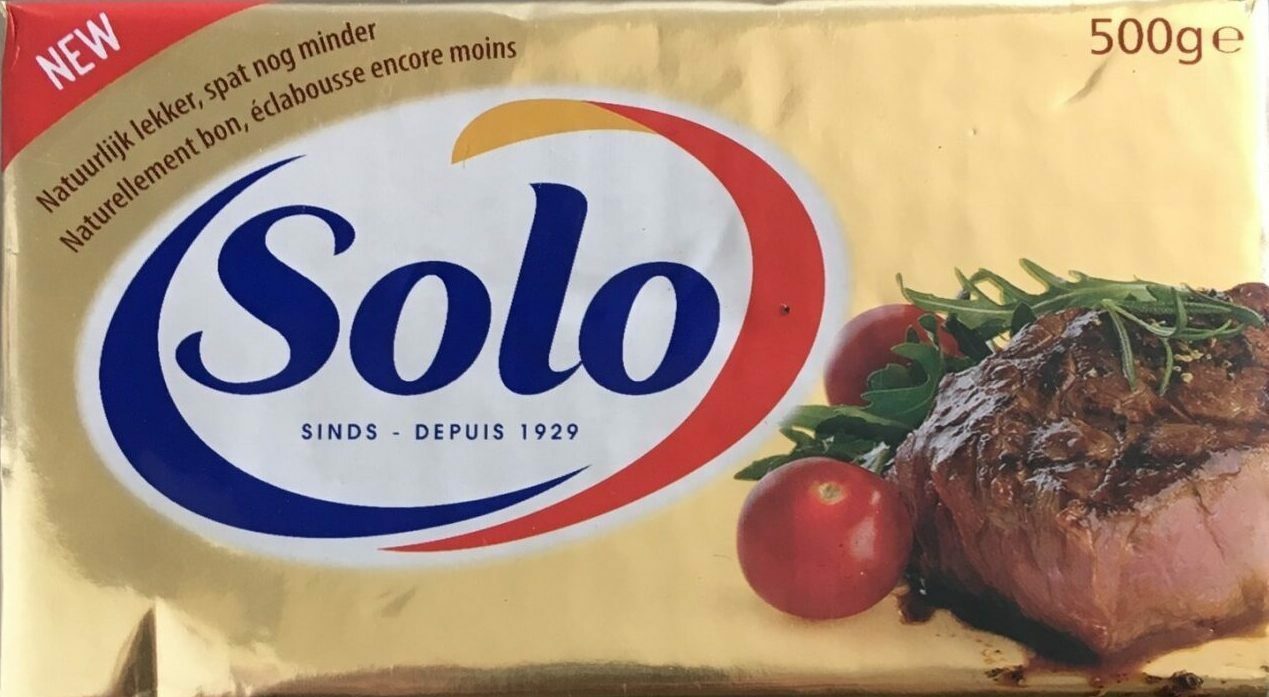 NEW
Natuurlijk lekker, spat nog minder
Naturellement bon, éclabousse encore moins
500g℮
Solo
SINDS - DEPUIS 1929